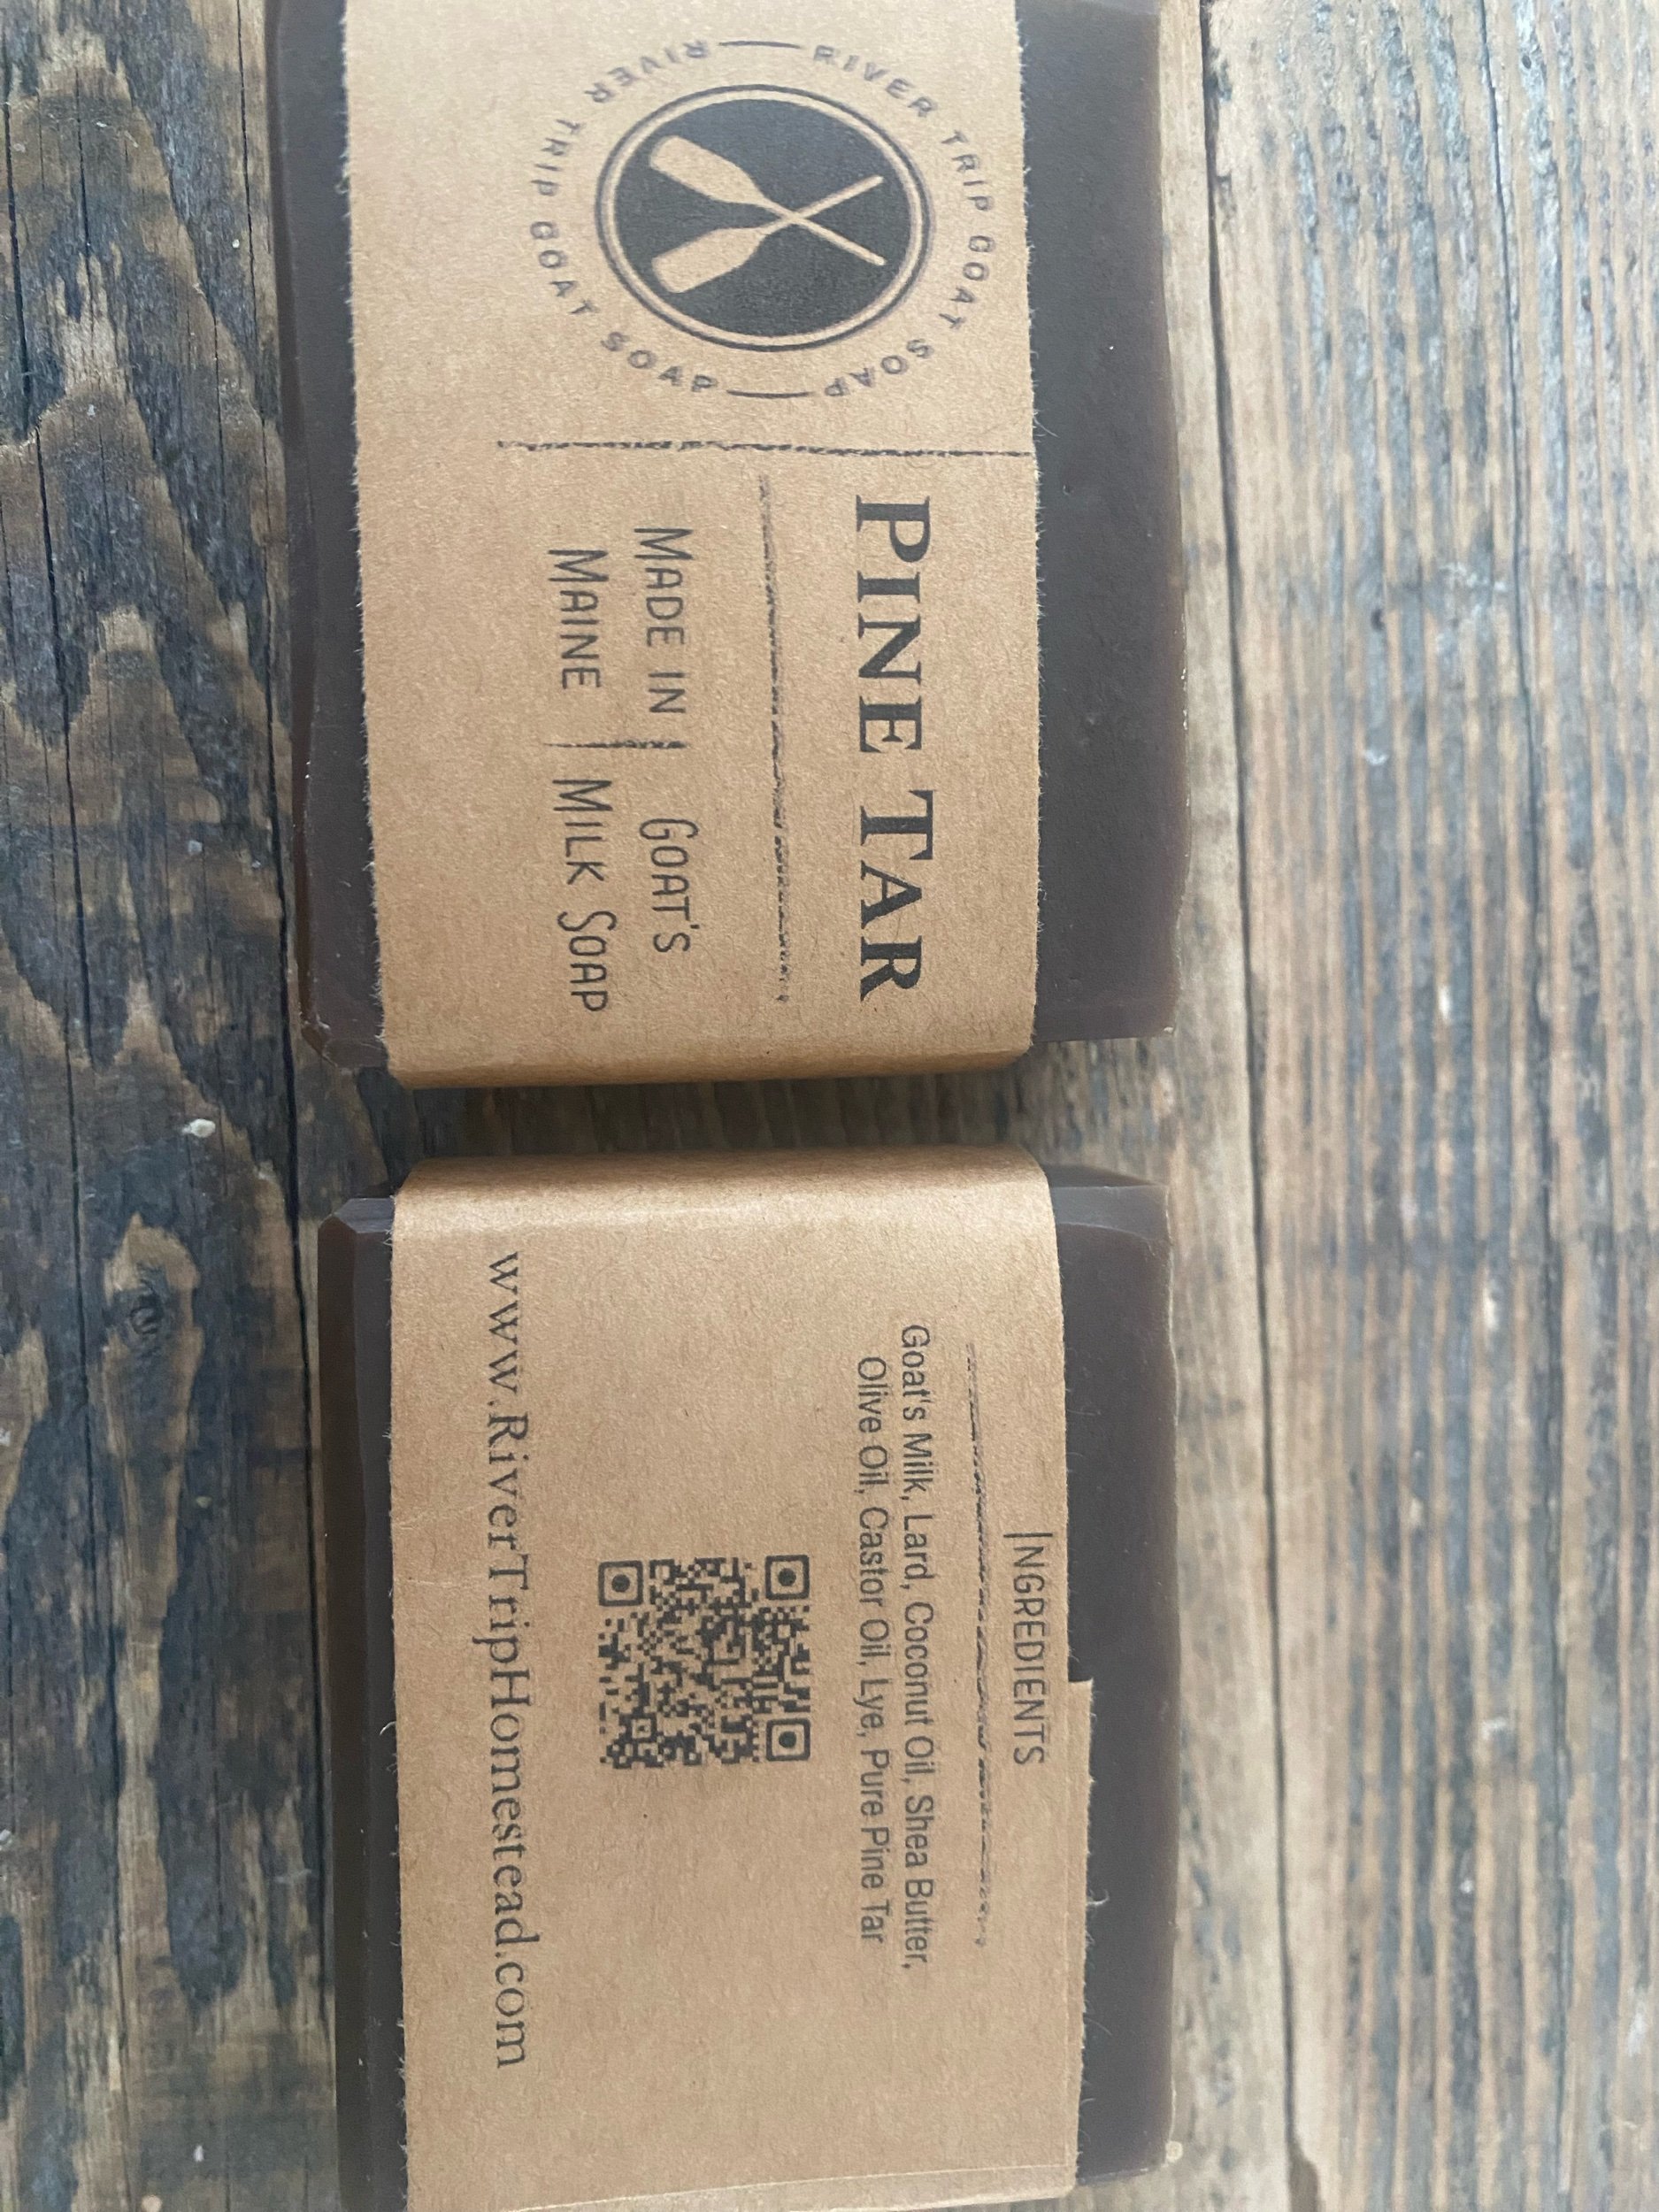 RIVER TRIP GOAT SOAP
RIVER TRIP GOAT SOAP
PINE TAR
MADE IN MAINE
GOAT'S MILK SOAP
INGREDIENTS
Goat's Milk, Lard, Coconut Oil, Shea Butter,
Olive Oil, Castor Oil, Lye, Pure Pine Tar
www.RiverTripHomestead.com